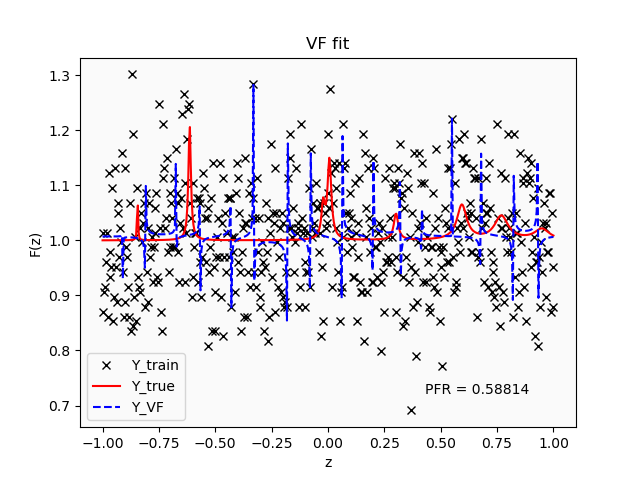 VF fit
F(z)
1.3
1.2
1.1
1.0
0.9
0.8
0.7
Y_train
Y_true
Y_VF
PFR = 0.58814
−1.00 −0.75 −0.50 −0.25 0.00 0.25 0.50 0.75 1.00
z